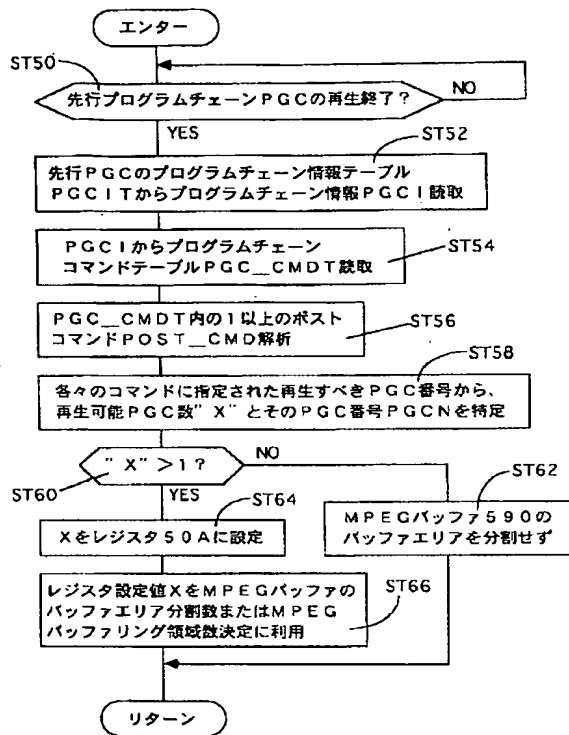 エンター
ST50
先行プログラムチェーンPGCの再生終了?
NO
YES
ST52
先行PGCのプログラムチェーン情報テーブル
PGCITからプログラムチェーン情報PGCI読取
PGCIからプログラムチェーン
コマンドテーブルPGC__CMDT読取
ST54
PGC__CMDT内の1以上のポスト
コマンドPOST__CMD解析
ST56
ST58
各々のコマンドに指定された再生すべきPGC番号から、
再生可能PGC数"X"とそのPGC番号PGCNを特定
"X">1?
NO
ST60
YES
ST64
ST62
Xをレジスタ50Aに設定
MPEGバッファ590の
バッファエリアを分割せず
レジスタ設定値XをMPEGバッファの
バッファエリア分割数またはMPEG
バッファリング領域数決定に利用
ST66
リターン